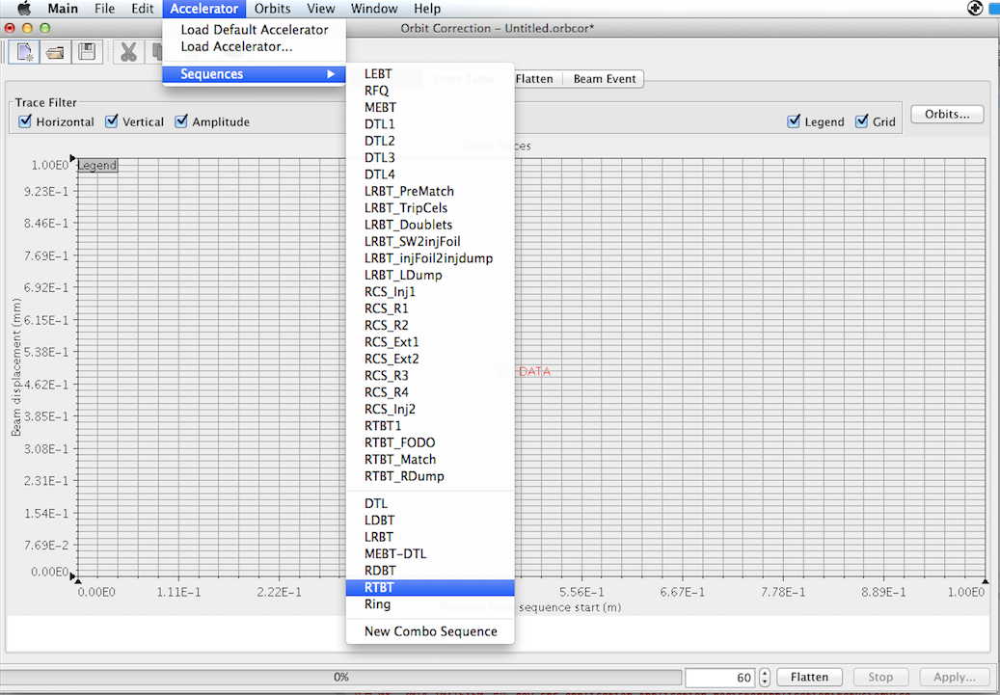 Main File Edit Accelerator Orbits View Window Help
Orbit Correction – Untitled.orbcor*
Load Default Accelerator
Load Accelerator...
Sequences
Flatten Beam Event
Trace Filter
Horizontal Vertical Amplitude Legend Grid Orbits...
LEBT
RFQ
MEBT
DTL1
DTL2
DTL3
DTL4
LRBT_PreMatch
LRBT_TripCels
LRBT_Doublets
LRBT_SW2injFoil
LRBT_injFoil2injdump
LRBT_LDump
RCS_Inj1
RCS_R1
RCS_R2
RCS_Ext1
RCS_Ext2
RCS_R3
RCS_R4
RCS_Inj2
RTBT1
RTBT_FODO
RTBT_Match
RTBT_RDump
DTL
LDBT
LRBT
MEBT-DTL
RDBT
RTBT
Ring
New Combo Sequence
Legend
DATA
Beam displacement (mm)
1.00E0
9.23E-1
8.46E-1
7.69E-1
6.92E-1
6.15E-1
5.38E-1
4.62E-1
3.85E-1
3.08E-1
2.31E-1
1.54E-1
7.69E-2
0.00E0
0.00E0 1.11E-1 2.22E-1 5.56E-1 6.67E-1 7.78E-1 8.89E-1 1.00E0
sequence start (m)
0% 60 Flatten Stop Apply...